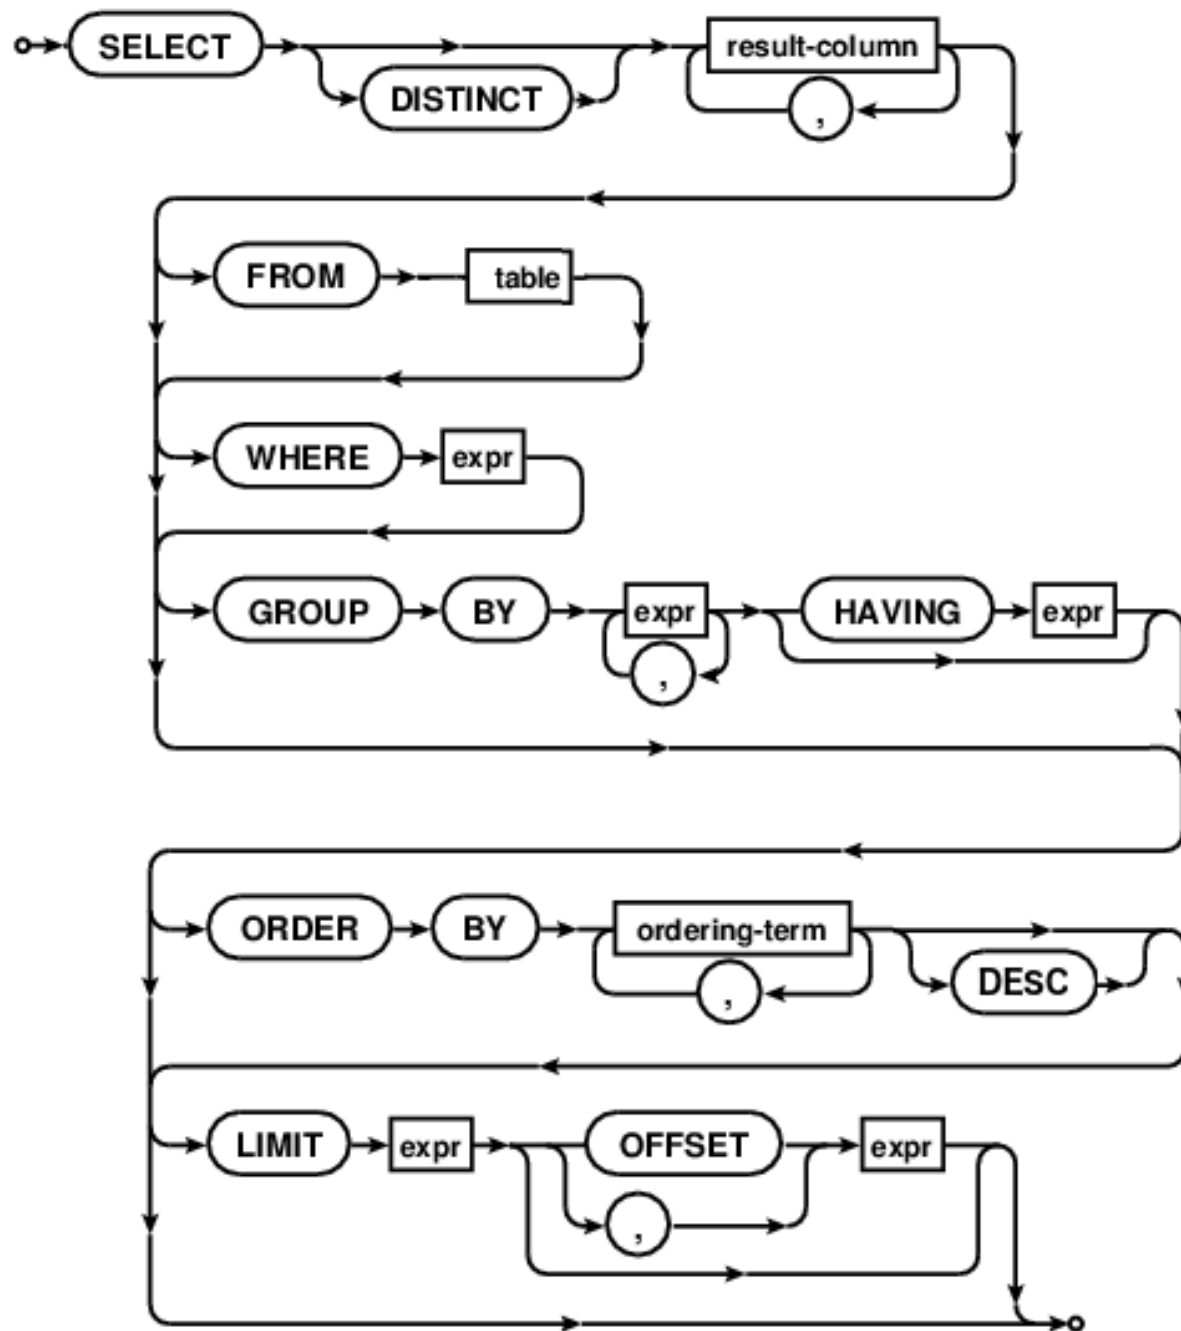 SELECT result-column
DISTINCT ,
FROM table
WHERE expr
GROUP BY expr HAVING expr
,
ORDER BY ordering-term
, DESC
LIMIT expr OFFSET expr
,